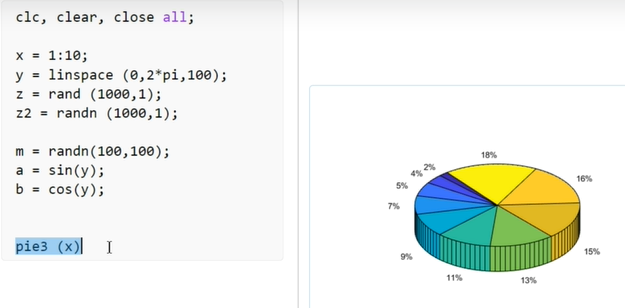 clc, clear, close all;
x = 1:10;
y = linspace (0,2*pi,100);
z = rand (1000,1);
z2 = randn (1000,1);
m = randn(100,100);
a = sin(y);
b = cos(y);
pie3 (x)
18%
2%
4%
16%
5%
7%
15%
9%
11%
13%